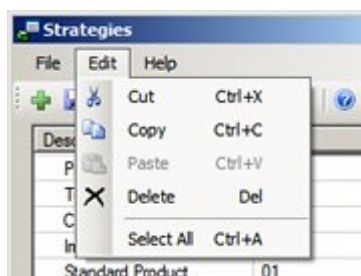 Strategies
File Edit Help
Cut Ctrl+X
Copy Ctrl+C
Paste Ctrl+V
Delete Del
Select All Ctrl+A
Standard Product 01